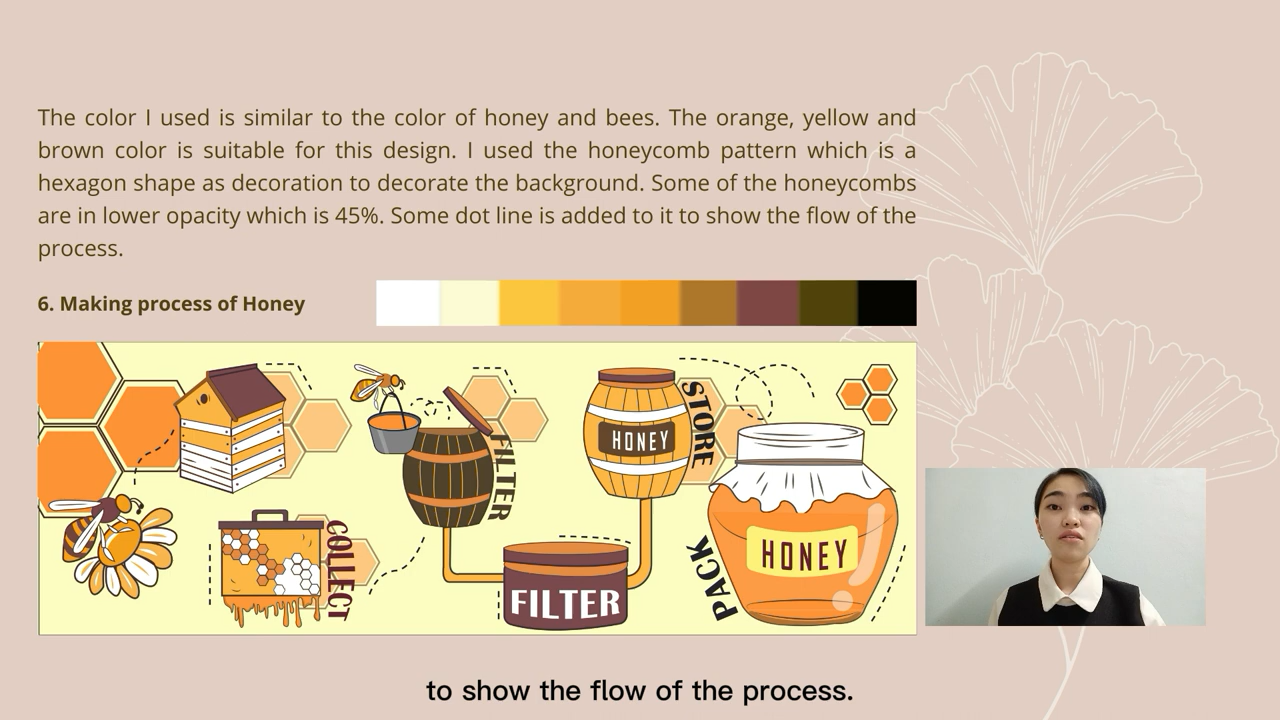 The color I used is similar to the color of honey and bees. The orange, yellow and
brown color is suitable for this design. I used the honeycomb pattern which is a
hexagon shape as decoration to decorate the background. Some of the honeycombs
are in lower opacity which is 45%. Some dot line is added to it to show the flow of the
process.
6. Making process of Honey
COLLECT
FILTER
FILTER
HONEY
STORE
PACK
HONEY
to show the flow of the process.